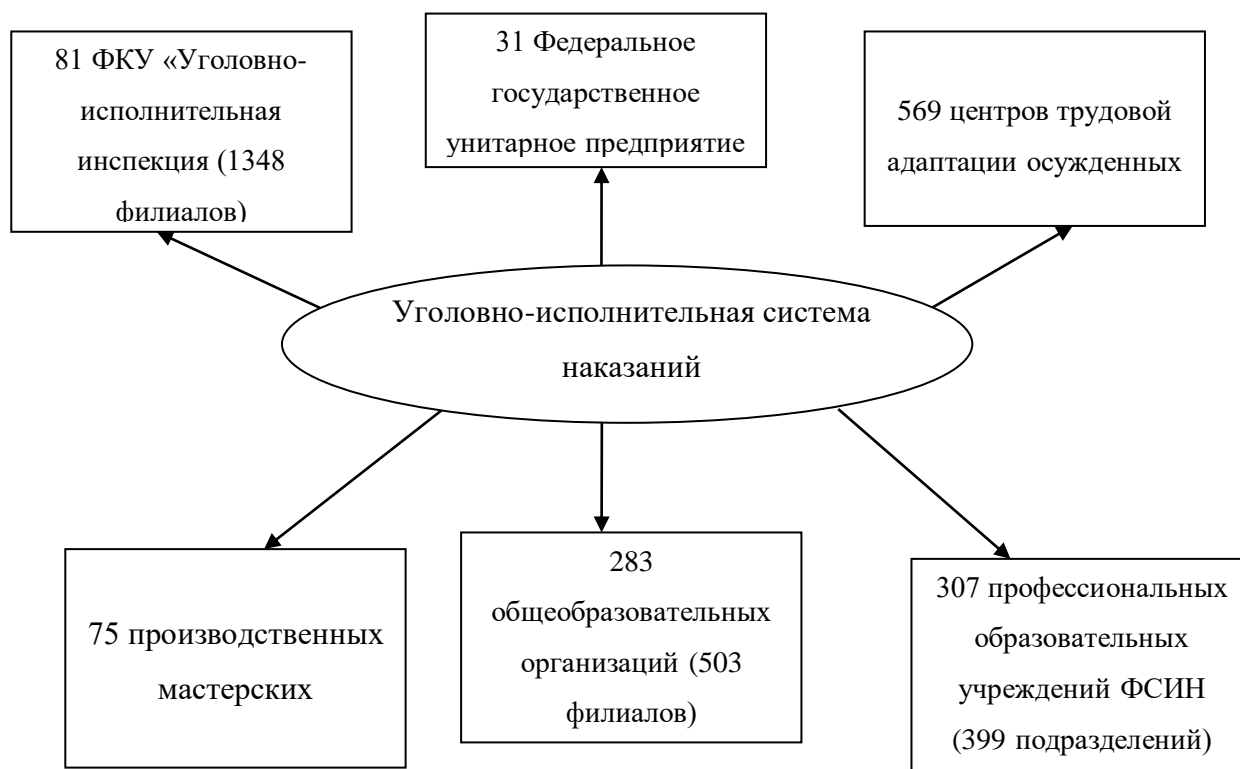 81 ФКУ «Уголовно-
исполнительная
инспекция (1348
филиалов)
31 Федеральное
государственное
унитарное предприятие
569 центров трудовой
адаптации осужденных
Уголовно-исполнительная система
наказаний
75 производственных
мастерских
283
общеобразовательных
организаций (503
филиалов)
307 профессиональных
образовательных
учреждений ФСИН
(399 подразделений)